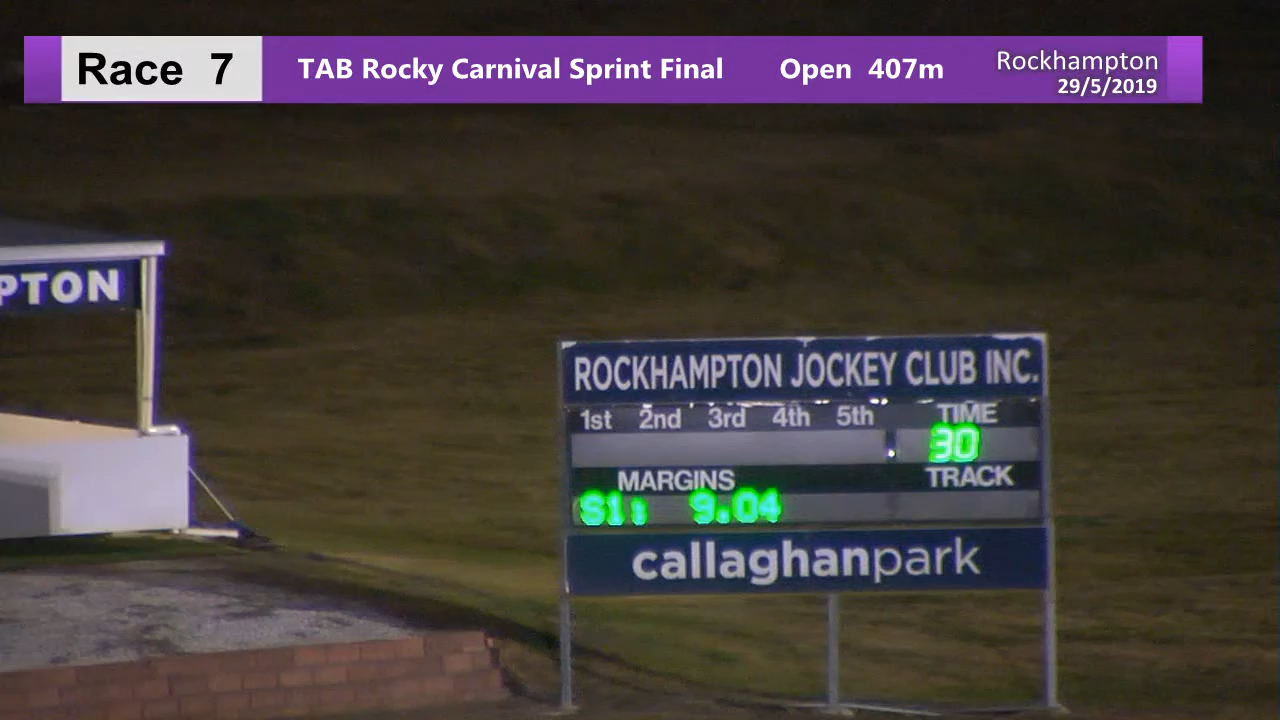 Race 7 TAB Rocky Carnival Sprint Final Open 407m Rockhampton
29/5/2019
PTON
ROCKHAMPTON JOCKEY CLUB INC.
1st 2nd 3rd 4th 5th TIME
30
MARGINS TRACK
S1: 9.04
callaghanpark